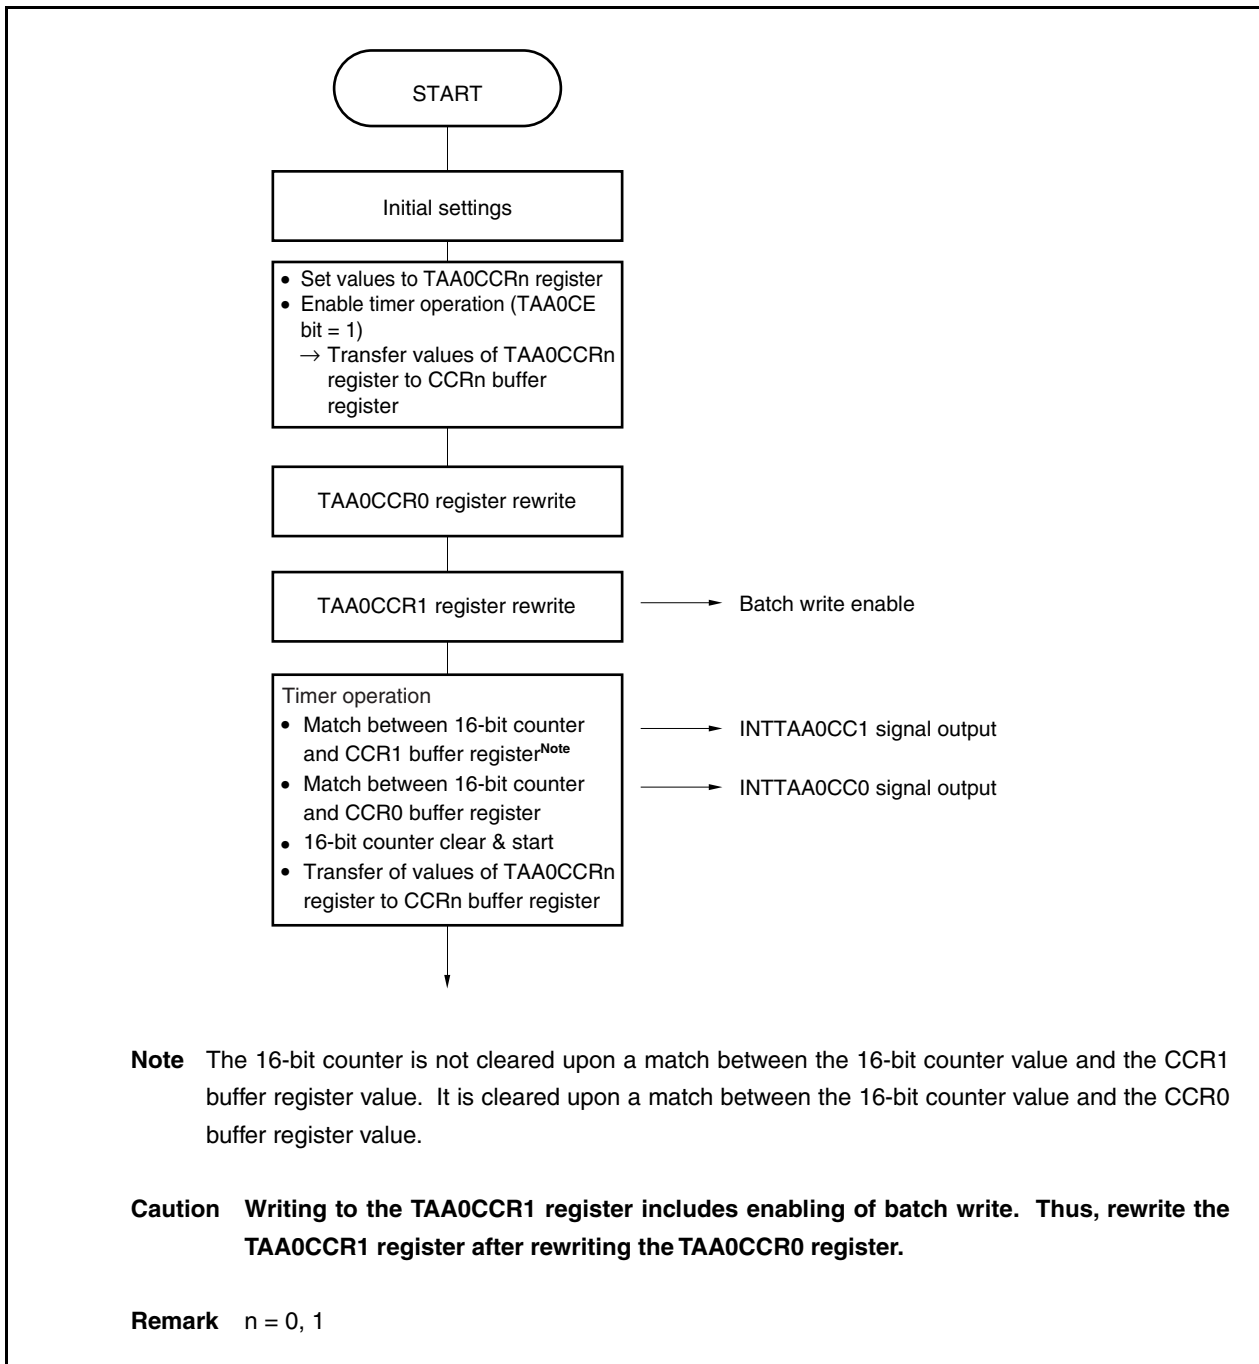 START
Initial settings
• Set values to TAA0CCRn register
• Enable timer operation (TAA0CE
bit = 1)
→ Transfer values of TAA0CCRn
register to CCRn buffer
register
TAA0CCR0 register rewrite
TAA0CCR1 register rewrite
Batch write enable
Timer operation
• Match between 16-bit counter
and CCR1 buffer registerNote
INTTAA0CC1 signal output
• Match between 16-bit counter
and CCR0 buffer register
INTTAA0CC0 signal output
• 16-bit counter clear & start
• Transfer of values of TAA0CCRn
register to CCRn buffer register
Note The 16-bit counter is not cleared upon a match between the 16-bit counter value and the CCR1
buffer register value. It is cleared upon a match between the 16-bit counter value and the CCR0
buffer register value.
Caution Writing to the TAA0CCR1 register includes enabling of batch write. Thus, rewrite the
TAA0CCR1 register after rewriting the TAA0CCR0 register.
Remark n = 0, 1